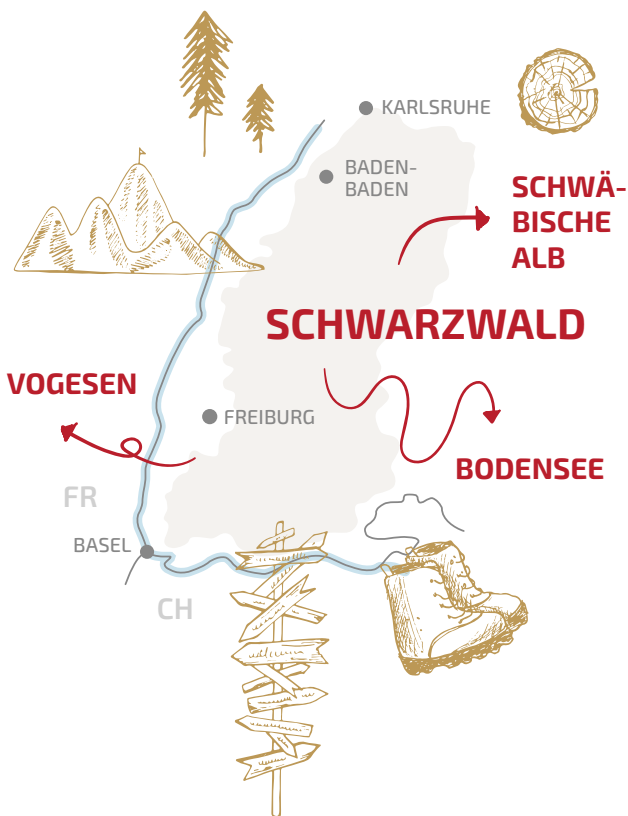 KARLSRUHE
BADEN-
BADEN
SCHWÄ-
BISCHE
ALB
SCHWARZWALD
VOGESEN
FREIBURG
BODENSEE
FR
BASEL
CH